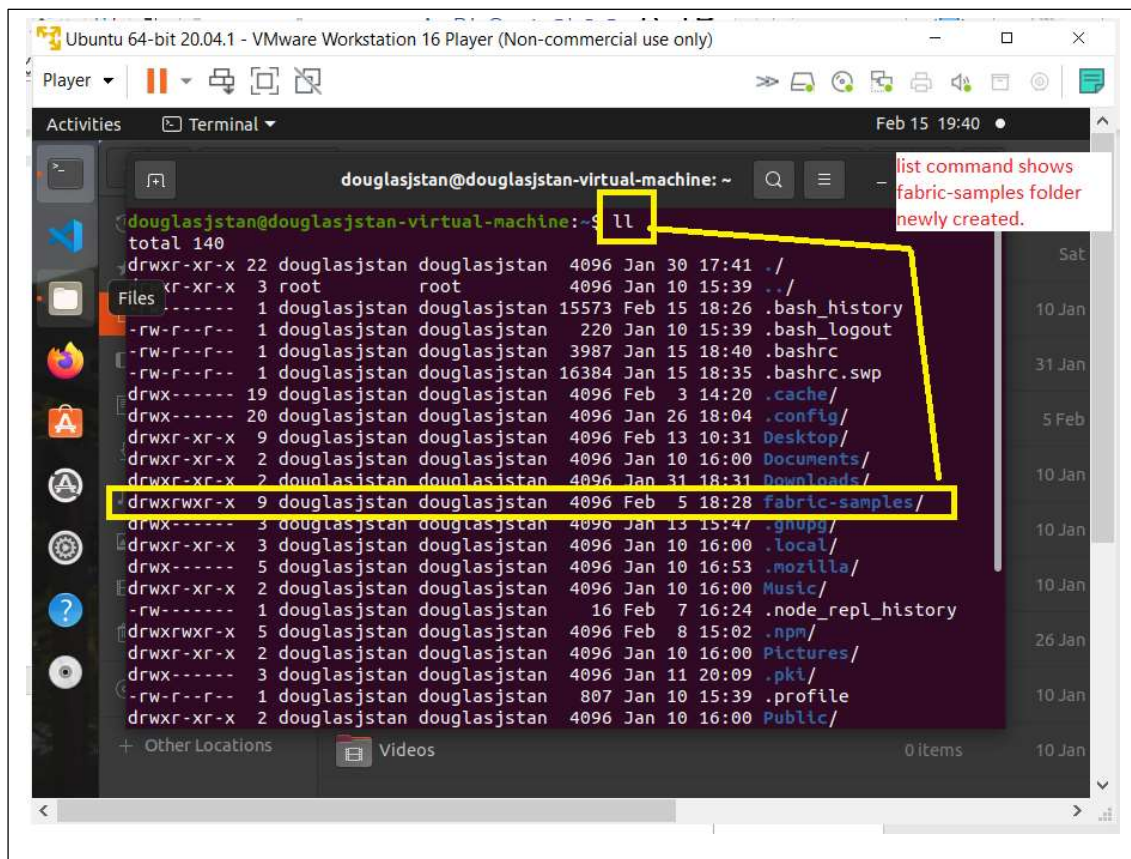 Ubuntu 64-bit 20.04.1 - VMware Workstation 16 Player (Non-commercial use only)
Player
Activities Terminal Feb 15 19:40
list command shows
fabric-samples folder
newly created.
douglasjstan@douglasjstan-virtual-machine: ~
douglasjstan@douglasjstan-virtual-machine:~$ ll
total 140
Sat
drwxr-xr-x 22 douglasjstan douglasjstan 4096 Jan 30 17:41 ./
xr-xr-x 3 root root 4096 Jan 10 15:39 ../
Files
------- 1 douglasjstan douglasjstan 15573 Feb 15 18:26 .bash_history
10 Jan
-rw-r--r-- 1 douglasjstan douglasjstan 220 Jan 10 15:39 .bash_logout
-rw-r--r-- 1 douglasjstan douglasjstan 3987 Jan 15 18:40 .bashrc
31 Jan
-rw-r--r-- 1 douglasjstan douglasjstan 16384 Jan 15 18:35 .bashrc.swp
drwx------ 19 douglasjstan douglasjstan 4096 Feb 3 14:20 .cache/
drwx------ 20 douglasjstan douglasjstan 4096 Jan 26 18:04 .config/
5 Feb
drwxr-xr-x 9 douglasjstan douglasjstan 4096 Feb 13 10:31 Desktop/
drwxr-xr-x 2 douglasjstan douglasjstan 4096 Jan 10 16:00 Documents/
drwxr-xr-x 2 douglasjstan douglasjstan 4096 Jan 31 18:31 Downloads/
10 Jan
drwxrwxr-x 9 douglasjstan douglasjstan 4096 Feb 5 18:28 fabric-samples/
drwx------ 3 douglasjstan douglasjstan 4096 Jan 13 15:47 .gnupg/
10 Jan
drwxr-xr-x 3 douglasjstan douglasjstan 4096 Jan 10 16:00 .local/
drwx------ 5 douglasjstan douglasjstan 4096 Jan 10 16:53 .mozilla/
drwxr-xr-x 2 douglasjstan douglasjstan 4096 Jan 10 16:00 Music/
10 Jan
-rw------- 1 douglasjstan douglasjstan 16 Feb 7 16:24 .node_repl_history
drwxrwxr-x 5 douglasjstan douglasjstan 4096 Feb 8 15:02 .npm/
drwxr-xr-x 2 douglasjstan douglasjstan 4096 Jan 10 16:00 Pictures/
26 Jan
drwx------ 3 douglasjstan douglasjstan 4096 Jan 11 20:09 .pki/
-rw-r--r-- 1 douglasjstan douglasjstan 807 Jan 10 15:39 .profile
10 Jan
drwxr-xr-x 2 douglasjstan douglasjstan 4096 Jan 10 16:00 Public/
+ Other Locations Videos 0 items 10 Jan